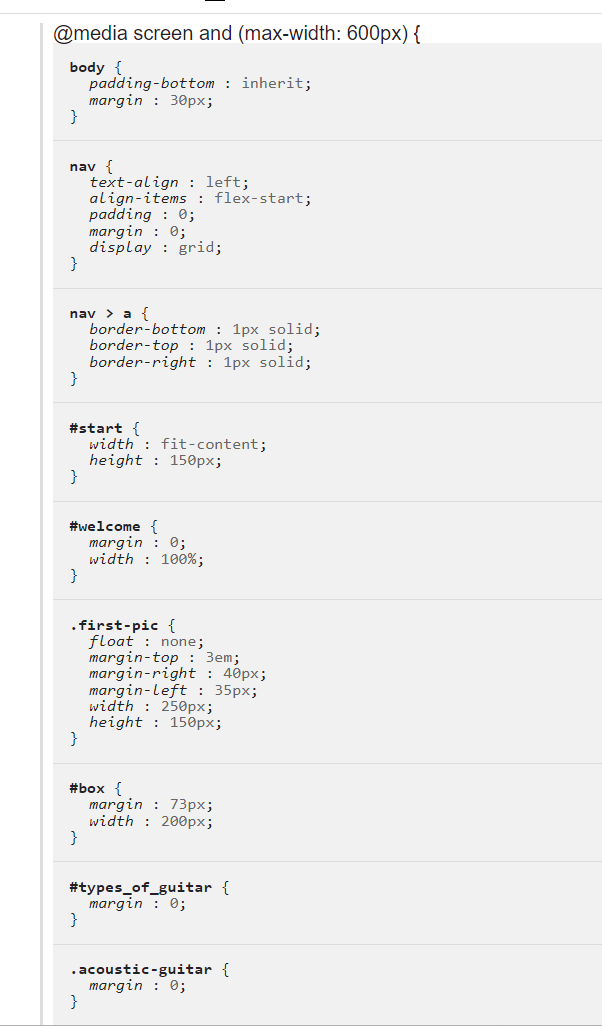 @media screen and (max-width: 600px) {
body {
padding-bottom : inherit;
margin : 30px;
}
nav {
text-align : left;
align-items : flex-start;
padding : 0;
margin : 0;
display : grid;
}
nav > a {
border-bottom : 1px solid;
border-top : 1px solid;
border-right : 1px solid;
}
#start {
width : fit-content;
height : 150px;
}
#welcome {
margin : 0;
width : 100%;
}
.first-pic {
float : none;
margin-top : 3em;
margin-right : 40px;
margin-left : 35px;
width : 250px;
height : 150px;
}
#box {
margin : 73px;
width : 200px;
}
#types_of_guitar {
margin : 0;
}
.acoustic-guitar {
margin : 0;
}